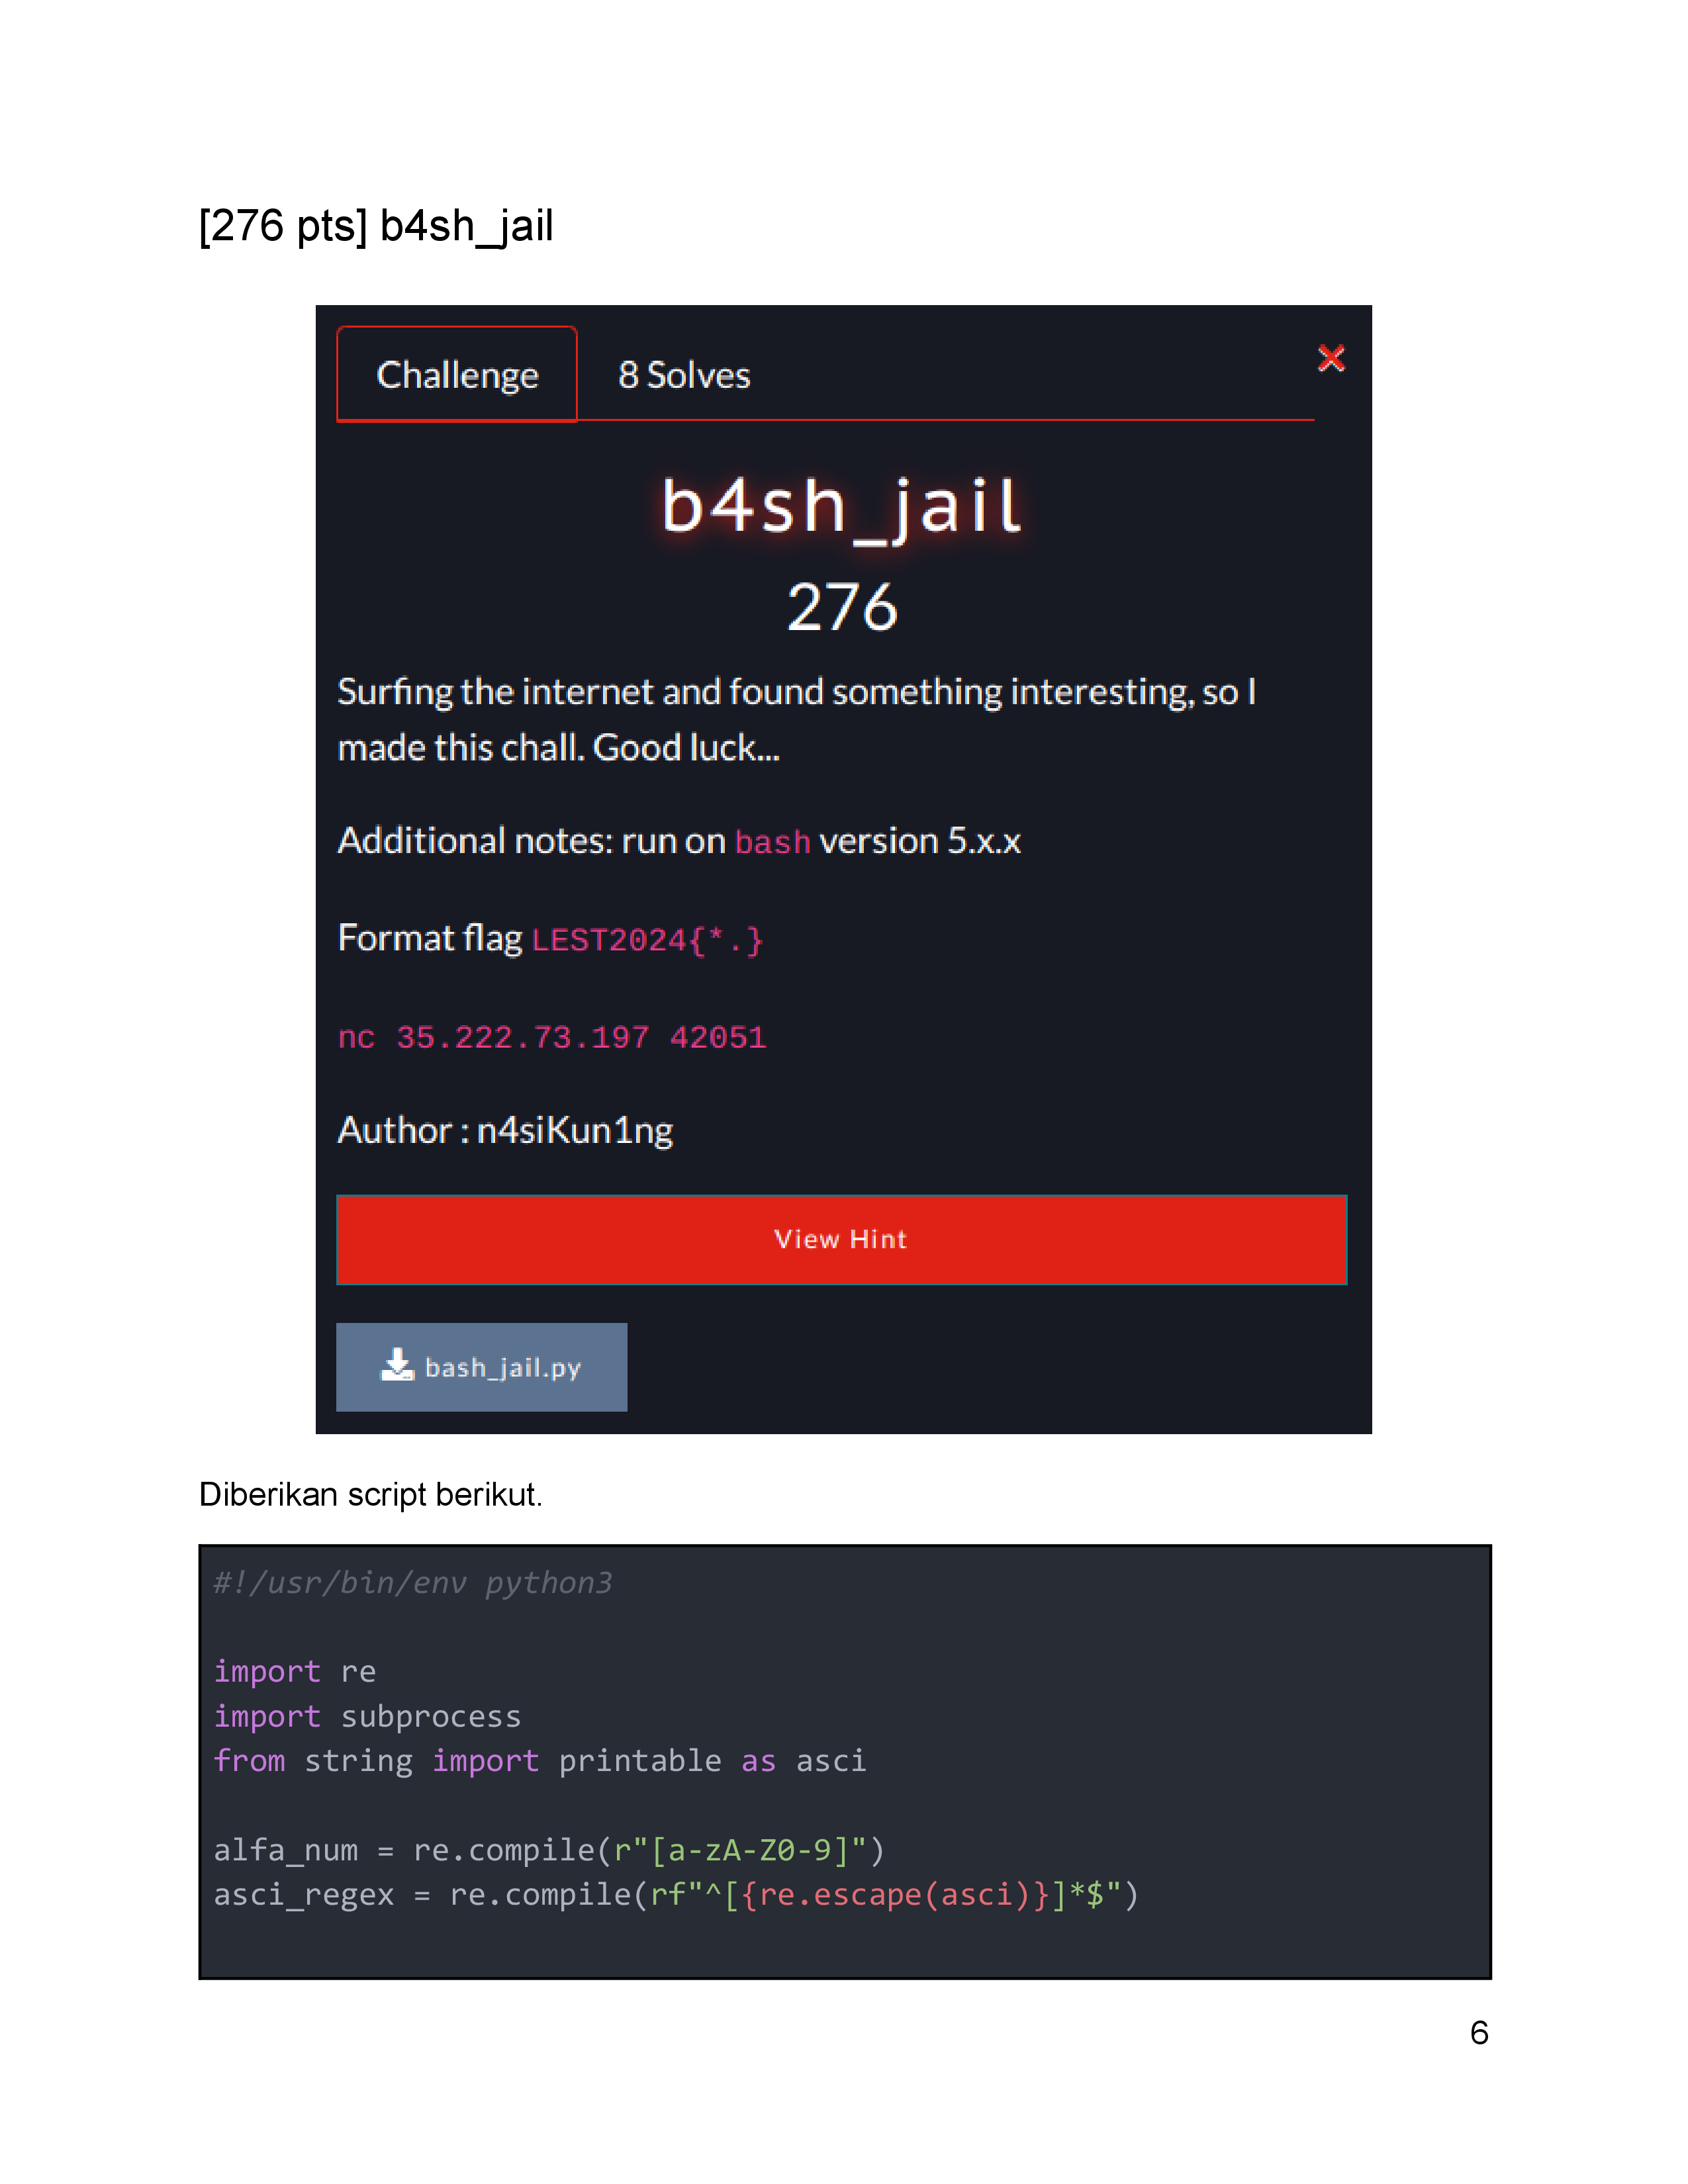 [276 pts] b4sh_jail
Challenge
8 Solves
b4sh_jail
276
Surfing the internet and found something interesting, so I
made this chall. Good luck...
Additional notes: run on bash version 5.x.x
Format flag LEST2024{*.}
nc 35.222.73.197 42051
Author : n4siKun1ng
View Hint
bash_jail.py
Diberikan script berikut.
#!/usr/bin/env python3
import re
import subprocess
from string import printable as asci
alfa_num = re.compile(r"[a-zA-Z0-9]")
asci_regex = re.compile(rf"^[{re.escape(asci)}]*$")
6